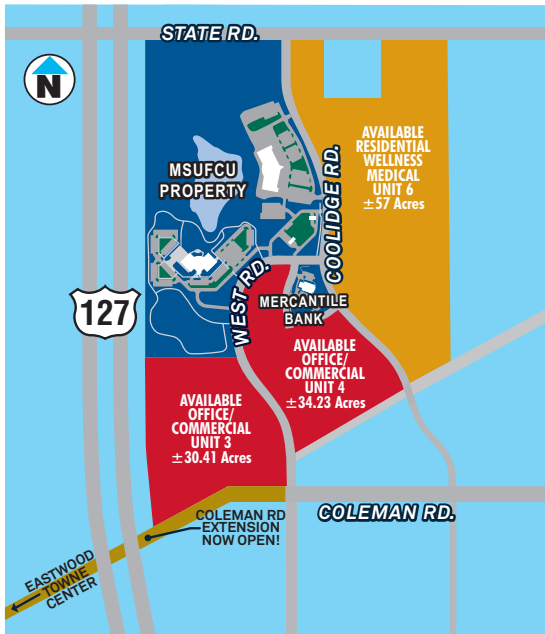 STATE RD.
N
MSUFCU
PROPERTY
AVAILABLE
RESIDENTIAL
WELLNESS
MEDICAL
UNIT 6
±57 Acres
COOLIDGE RD.
WEST RD.
127
MERCANTILE
BANK
AVAILABLE
OFFICE/
COMMERCIAL
UNIT 4
±34.23 Acres
AVAILABLE
OFFICE/
COMMERCIAL
UNIT 3
±30.41 Acres
COLEMAN RD
EXTENSION
NOW OPEN!
COLEMAN RD.
EASTWOOD
TOWNE
CENTER